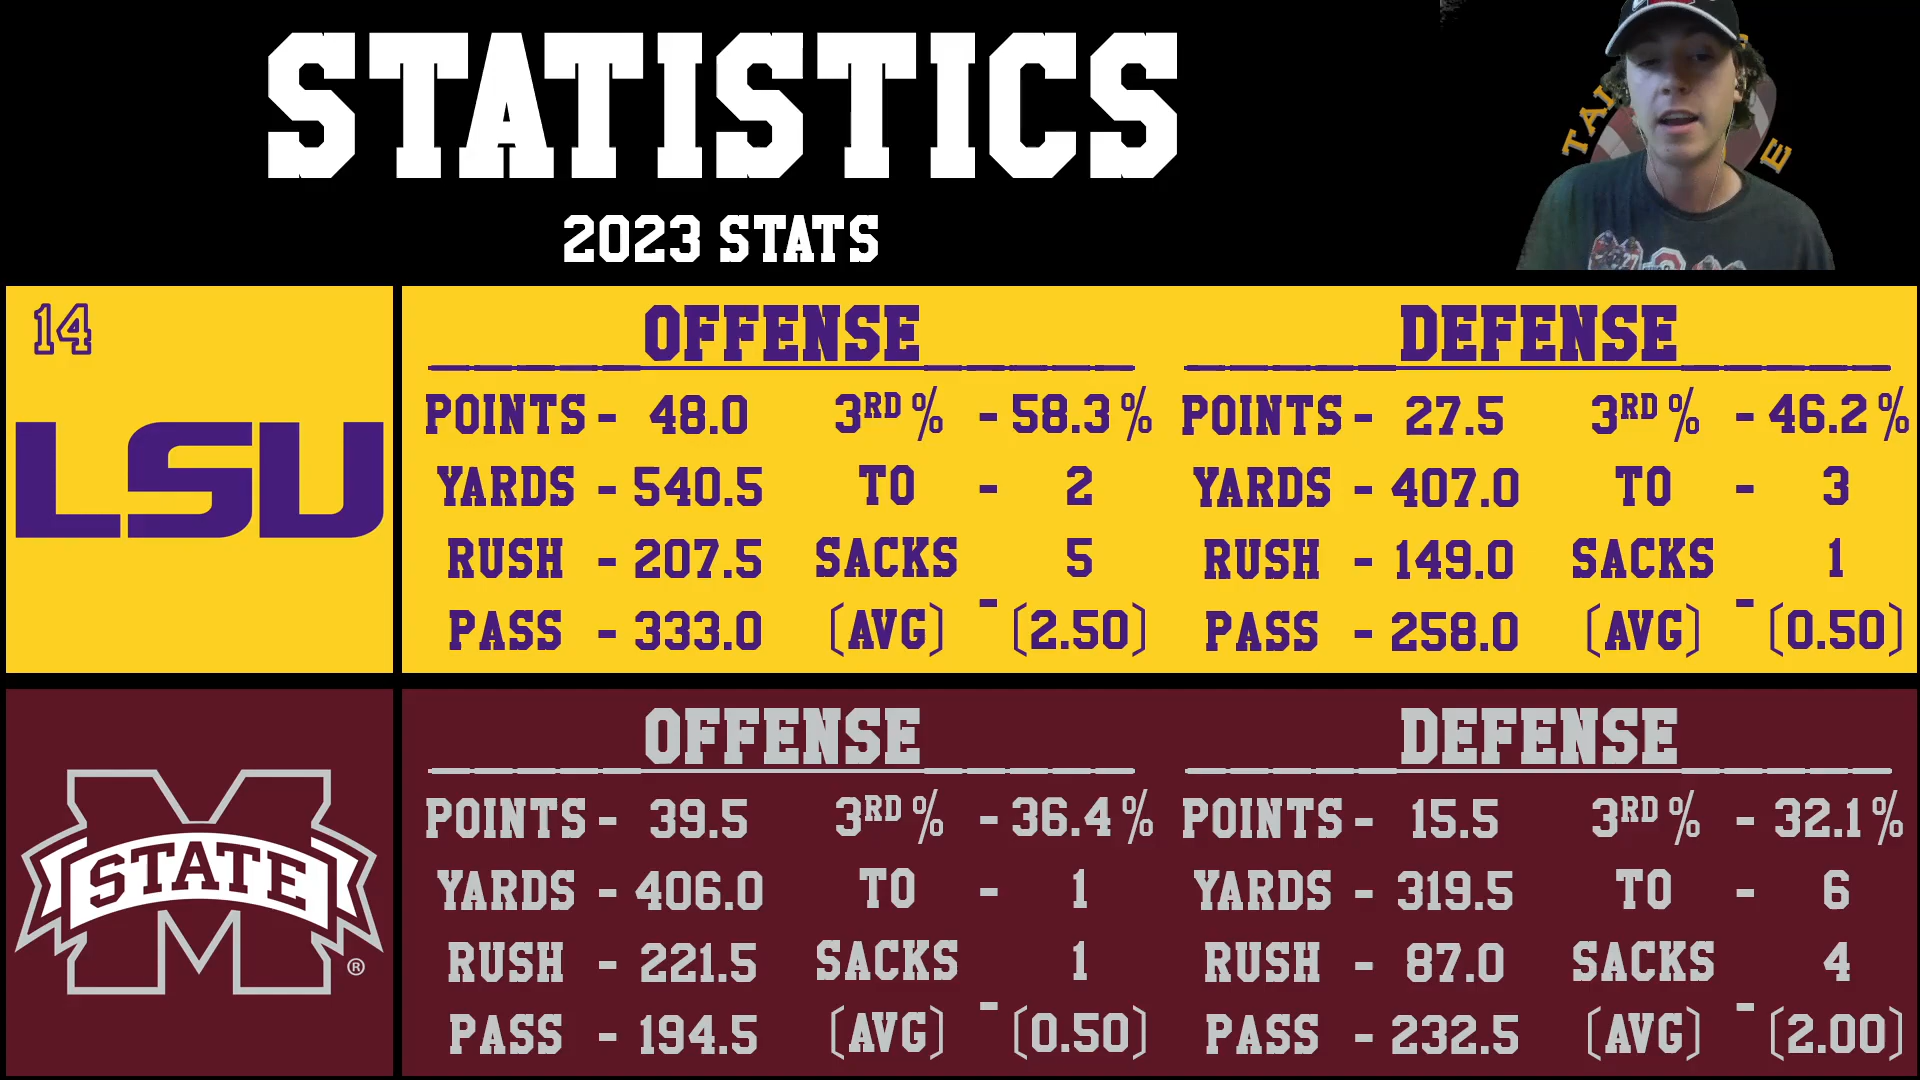 STATISTICS
2023 STATS
TAI
E
27
14
LSU
OFFENSE
POINTS - 48.0 3RD % - 58.3%
YARDS - 540.5 TO - 2
RUSH - 207.5 SACKS 5
PASS - 333.0 (AVG) - (2.50)
DEFENSE
POINTS - 27.5 3RD % - 46.2%
YARDS - 407.0 TO - 3
RUSH - 149.0 SACKS 1
PASS - 258.0 (AVG) - (0.50)
STATE
®
OFFENSE
POINTS - 39.5 3RD % - 36.4%
YARDS - 406.0 TO - 1
RUSH - 221.5 SACKS 1
PASS - 194.5 (AVG) - (0.50)
DEFENSE
POINTS - 15.5 3RD % - 32.1%
YARDS - 319.5 TO - 6
RUSH - 87.0 SACKS 4
PASS - 232.5 (AVG) - (2.00)